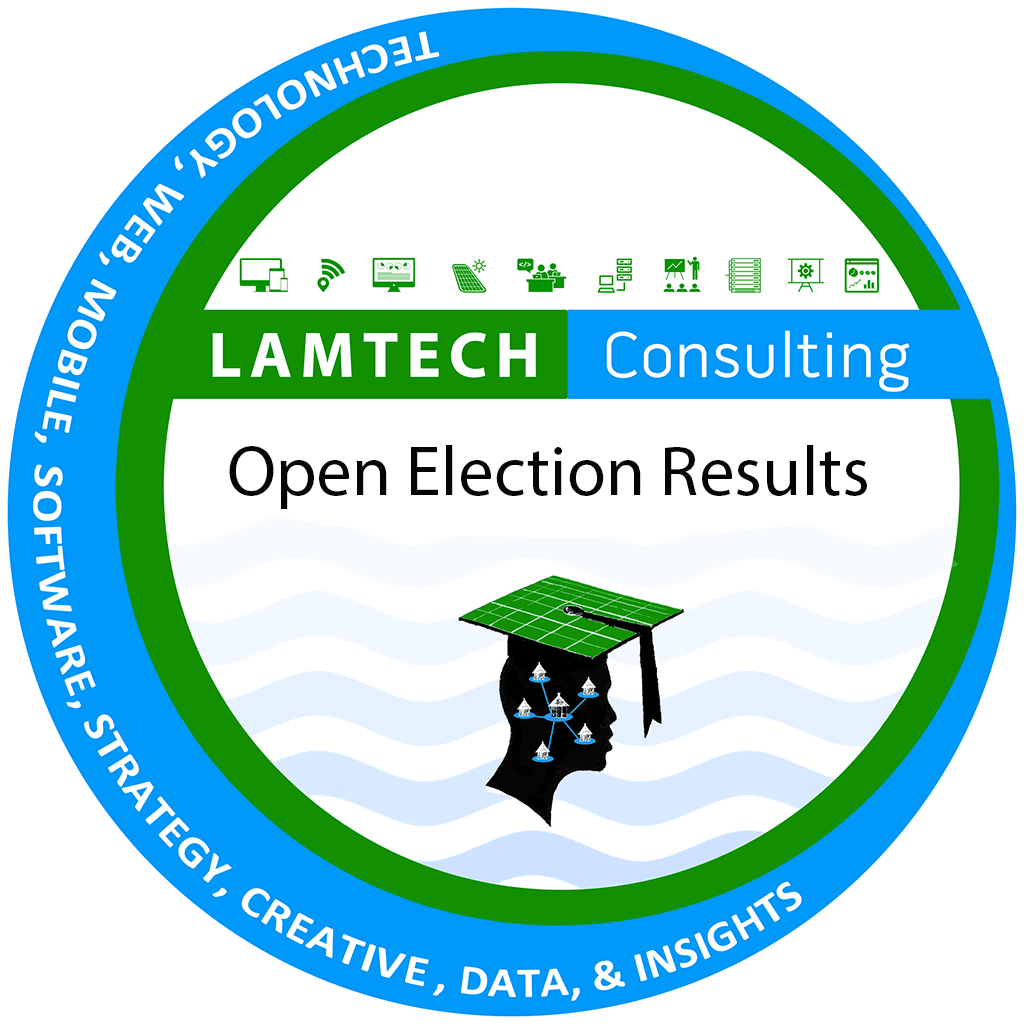 TECHNOLOGY, WEB, MOBILE, SOFTWARE, STRATEGY, CREATIVE, DATA, & INSIGHTS
</>
LAMTECH Consulting
Open Election Results